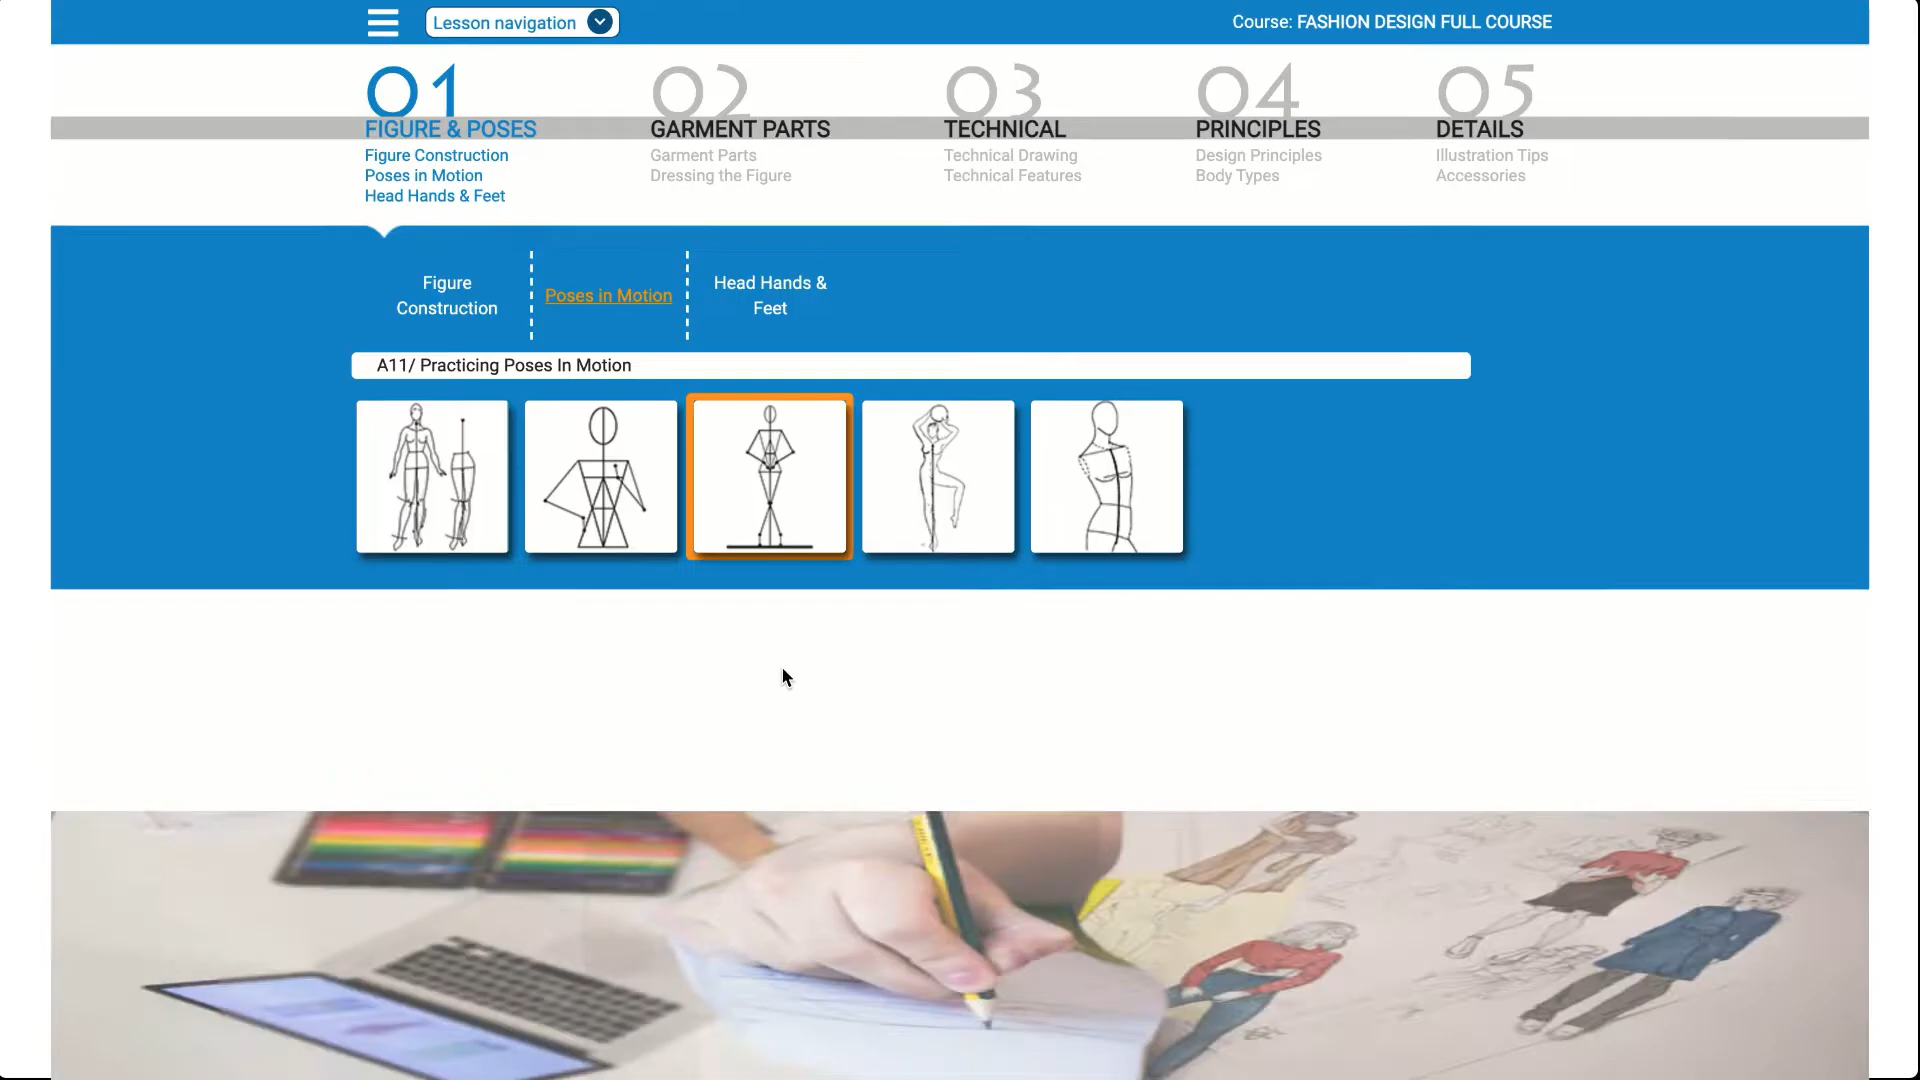 Lesson navigation
Course: FASHION DESIGN FULL COURSE
01
FIGURE & POSES
Figure Construction
Poses in Motion
Head Hands & Feet
02
GARMENT PARTS
Garment Parts
Dressing the Figure
03
TECHNICAL
Technical Drawing
Technical Features
04
PRINCIPLES
Design Principles
Body Types
05
DETAILS
Illustration Tips
Accessories
Figure
Construction
Poses in Motion
Head Hands &
Feet
A11/ Practicing Poses In Motion